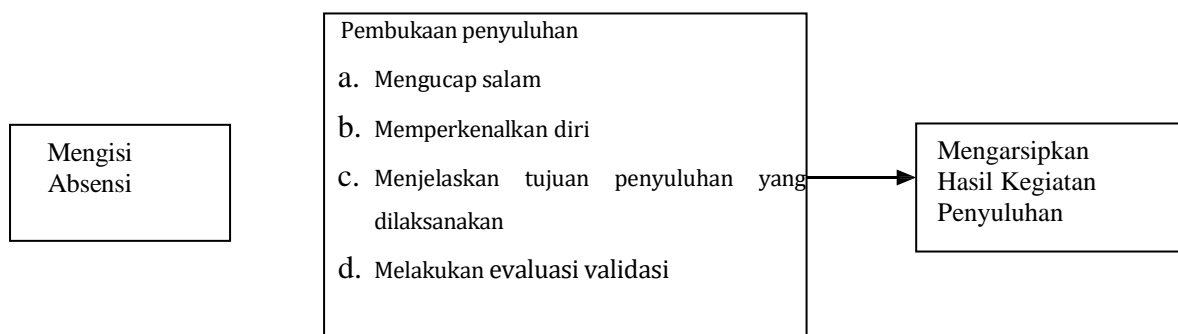 Mengisi
Absensi
Pembukaan penyuluhan
a. Mengucap salam
b. Memperkenalkan diri
c. Menjelaskan tujuan penyuluhan yang
dilaksanakan
d. Melakukan evaluasi validasi
Mengarsipkan
Hasil Kegiatan
Penyuluhan